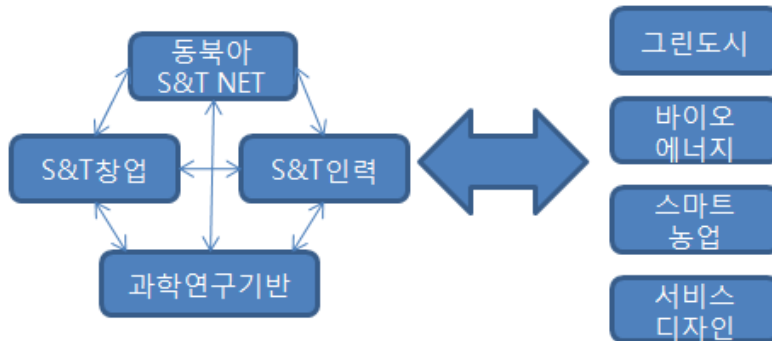 동북아
S&T NET
S&T창업
S&T인력
과학연구기반
그린도시
바이오
에너지
스마트
농업
서비스
디자인